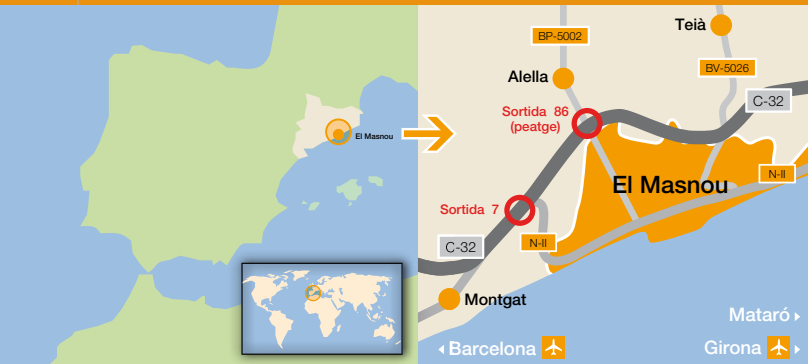 El Masnou
BP-5002
Teià
BV-5026
Alella
C-32
Sortida 86
(peatge)
El Masnou
N-II
Sortida 7
N-II
C-32
Montgat
Mataró
Barcelona
Girona